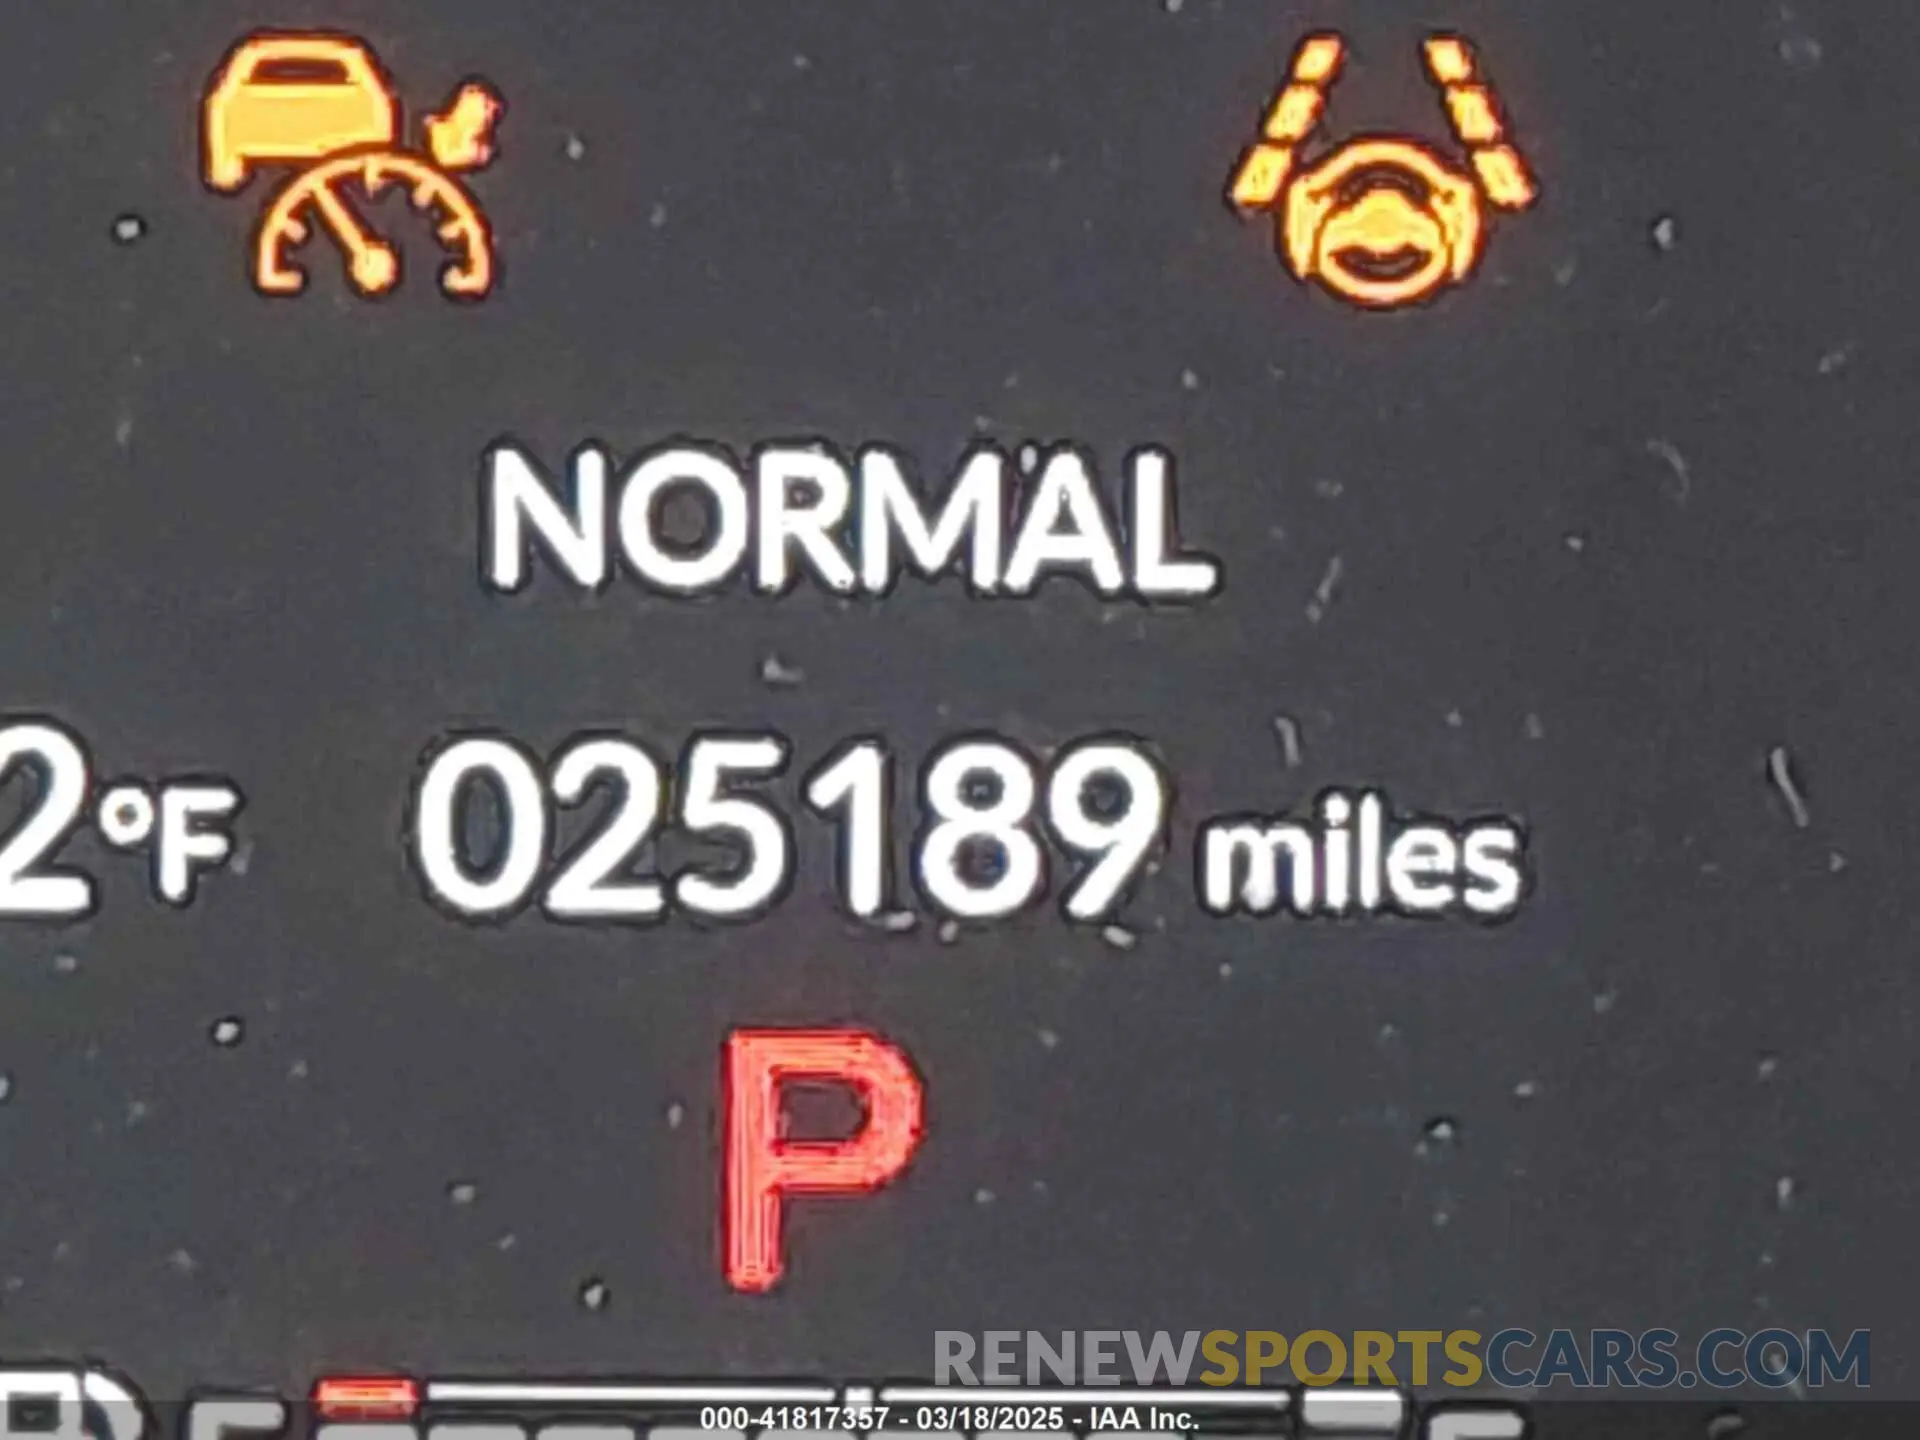 NORMAL
2°F 025189 miles
P
RENEWSPORTSCARS.COM
000-41817357 - 03/18/2025 - IAA Inc.